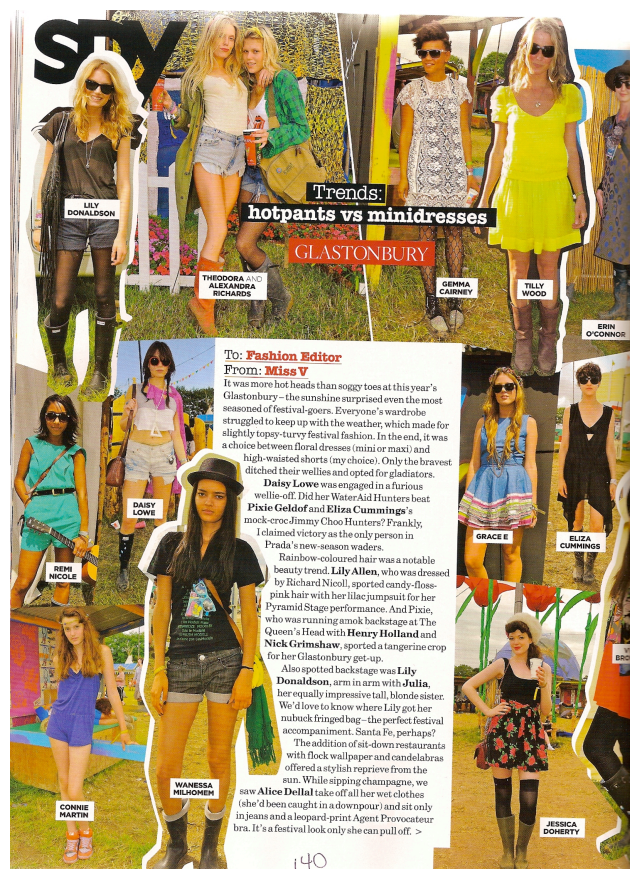 SPY
LILY
DONALDSON
THEODORA AND
ALEXANDRA
RICHARDS
Trends:
hotpants vs minidresses
GLASTONBURY
GEMMA
CAIRNEY
TILLY
WOOD
ERIN
O'CONNOR
To: Fashion Editor
From: Miss V
It was more hot heads than soggy toes at this year's
Glastonbury – the sunshine surprised even the most
seasoned of festival-goers. Everyone's wardrobe
struggled to keep up with the weather, which made for
slightly topsy-turvy festival fashion. In the end, it was
a choice between floral dresses (mini or maxi) and
high-waisted shorts (my choice). Only the bravest
ditched their wellies and opted for gladiators.
Daisy Lowe was engaged in a furious
wellie-off. Did her WaterAid Hunters beat
Pixie Geldof and Eliza Cummings's
mock-croc Jimmy Choo Hunters? Frankly,
I claimed victory as the only person in
Prada's new-season waders.
Rainbow-coloured hair was a notable
beauty trend. Lily Allen, who was dressed
by Richard Nicoll, sported candy-floss-
pink hair with her lilac jumpsuit for her
Pyramid Stage performance. And Pixie,
who was running amok backstage at The
Queen's Head with Henry Holland and
Nick Grimshaw, sported a tangerine crop
for her Glastonbury get-up.
Also spotted backstage was Lily
Donaldson, arm in arm with Julia,
her equally impressive tall, blonde sister.
We'd love to know where Lily got her
nubuck fringed bag – the perfect festival
accompaniment. Santa Fe, perhaps?
The addition of sit-down restaurants
with flock wallpaper and candelabras
offered a stylish reprieve from the
sun. While sipping champagne, we
saw Alice Dellal take off all her wet clothes
(she'd been caught in a downpour) and sit only
in jeans and a leopard-print Agent Provocateur
bra. It's a festival look only she can pull off. >
DAISY
LOWE
REMI
NICOLE
GRACE E
ELIZA
CUMMINGS
CONNIE
MARTIN
WANESSA
MILHOMEM
JESSICA
DOHERTY
140